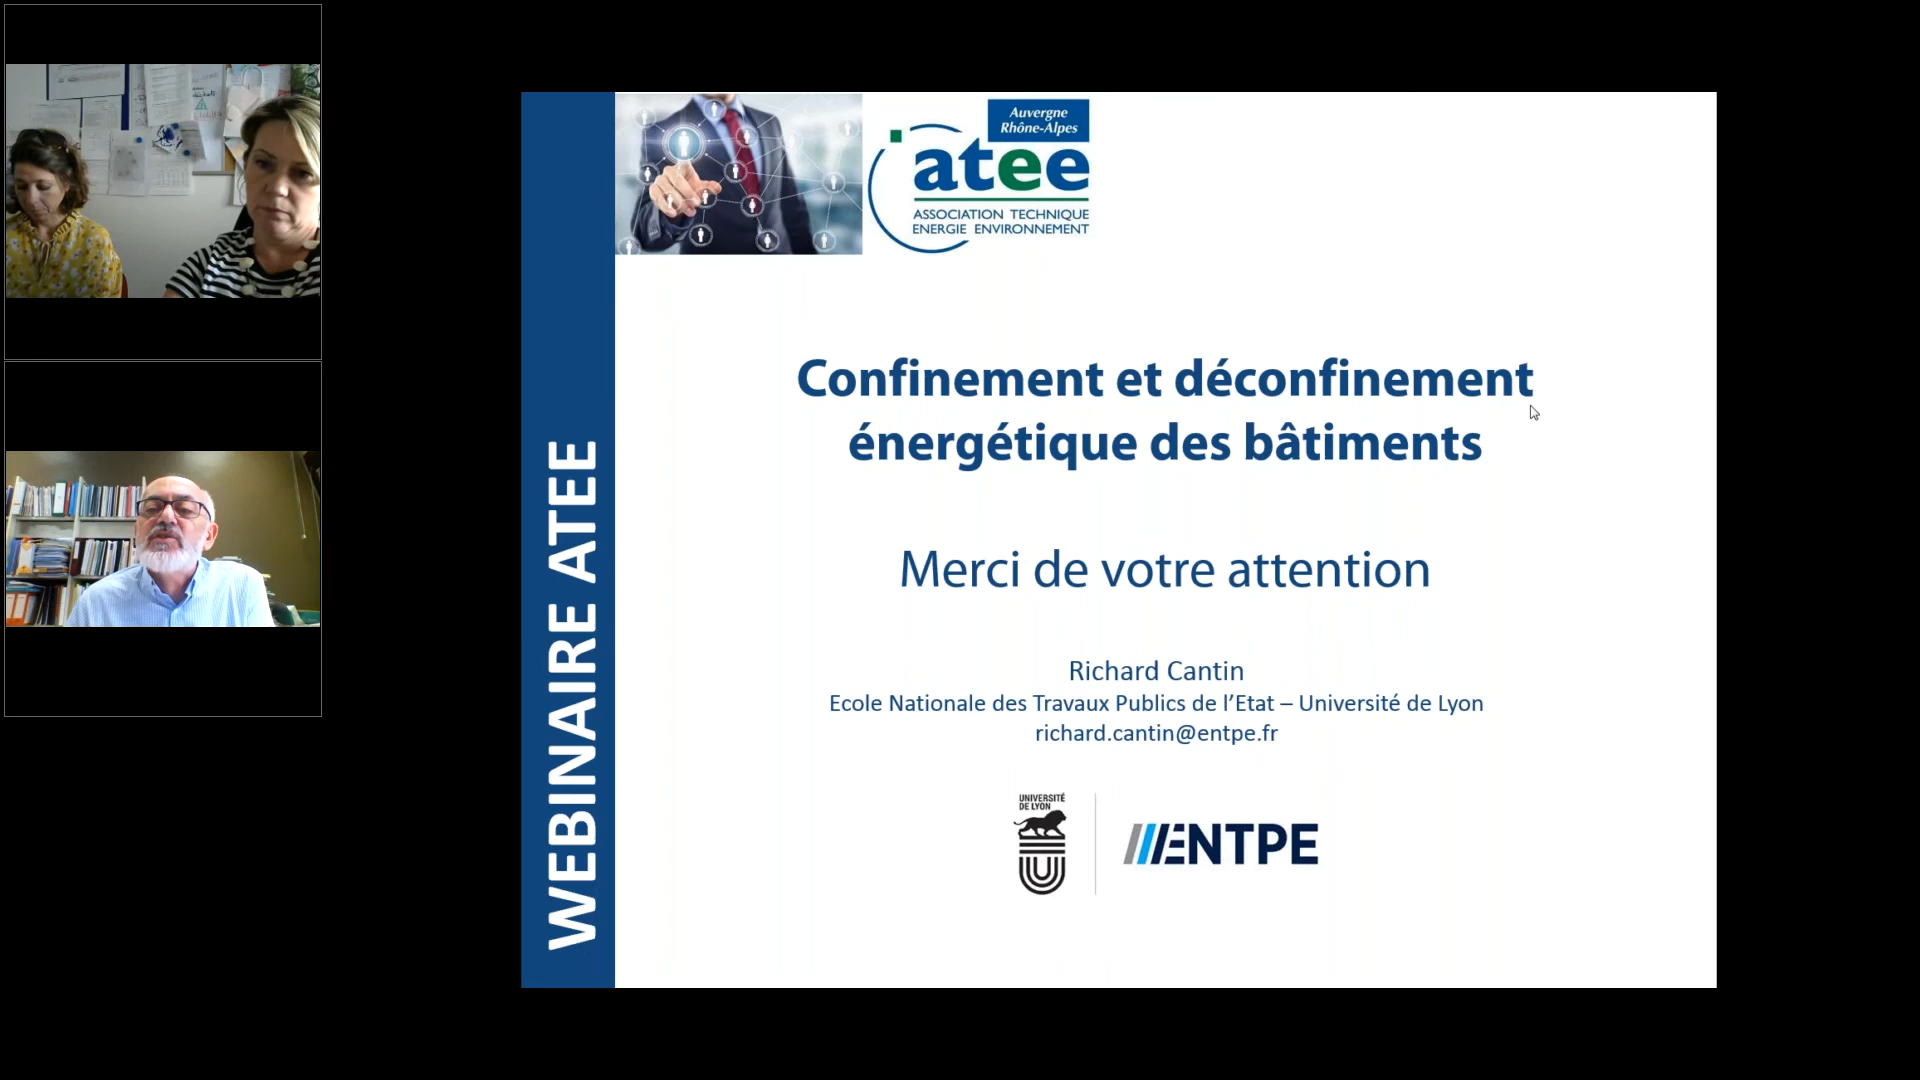 Auvergne
Rhône-Alpes
atee
ASSOCIATION TECHNIQUE
ENERGIE ENVIRONNEMENT
WEBINAIRE ATEE
Confinement et déconfinement
énergétique des bâtiments
Merci de votre attention
Richard Cantin
Ecole Nationale des Travaux Publics de l’Etat – Université de Lyon
richard.cantin@entpe.fr
UNIVERSITÉ
DE LYON
ENTPE